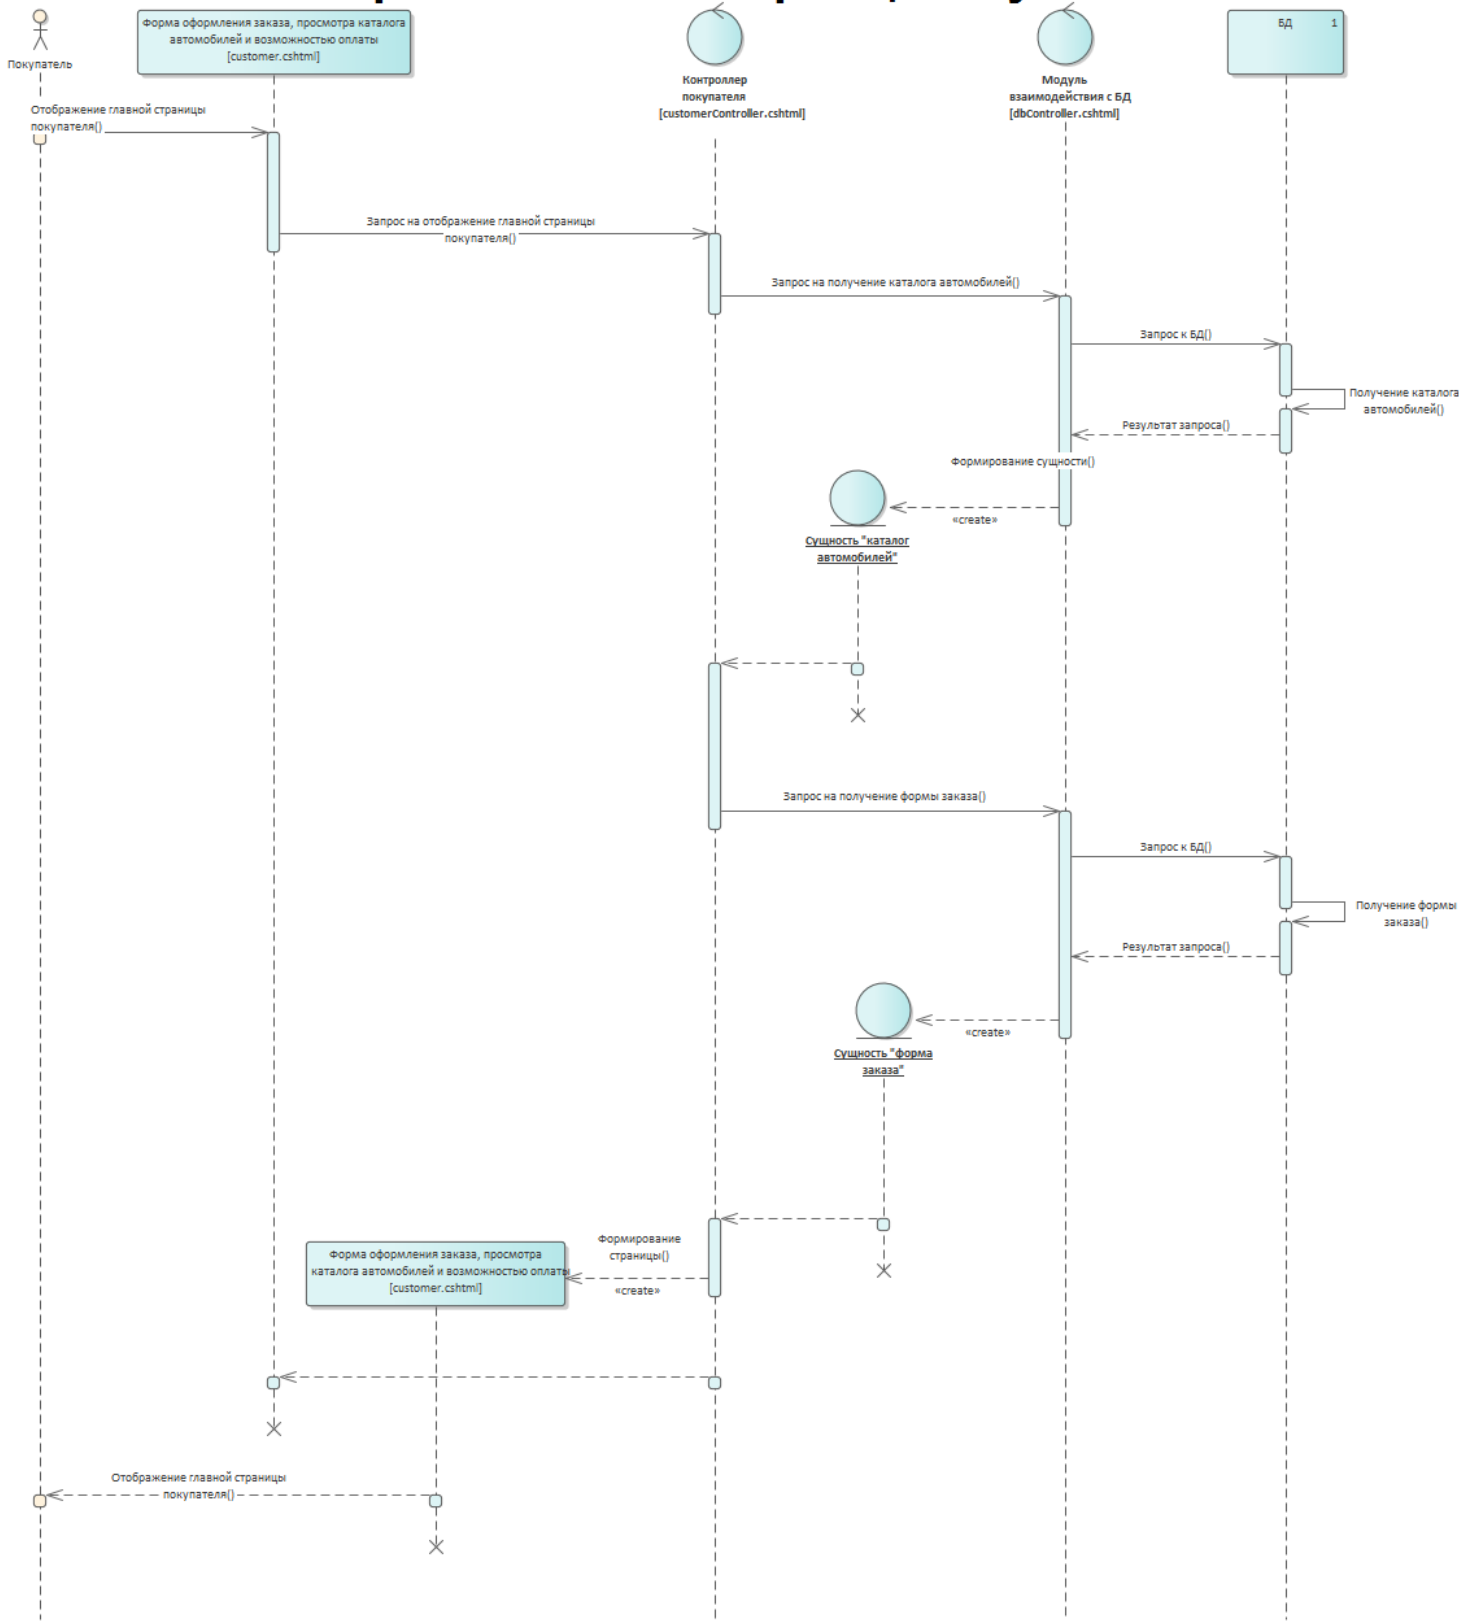 Покупатель
Форма оформления заказа, просмотра каталога
автомобилей и возможностью оплаты
[customer.cshtml]
Контроллер
покупателя
[customerController.cshtml]
Модуль
взаимодействия с БД
[dbController.cshtml]
БД 1
Отображение главной страницы
покупателя()
Запрос на отображение главной страницы
покупателя()
Запрос на получение каталога автомобилей()
Запрос к БД()
Получение каталога
автомобилей()
Результат запроса()
Формирование сущности()
«create»
Сущность "каталог
автомобилей"
Запрос на получение формы заказа()
Запрос к БД()
Получение формы
заказа()
Результат запроса()
«create»
Сущность "форма
заказа"
Формирование
страницы()
«create»
Форма оформления заказа, просмотра
каталога автомобилей и возможностью оплаты
[customer.cshtml]
Отображение главной страницы
покупателя()